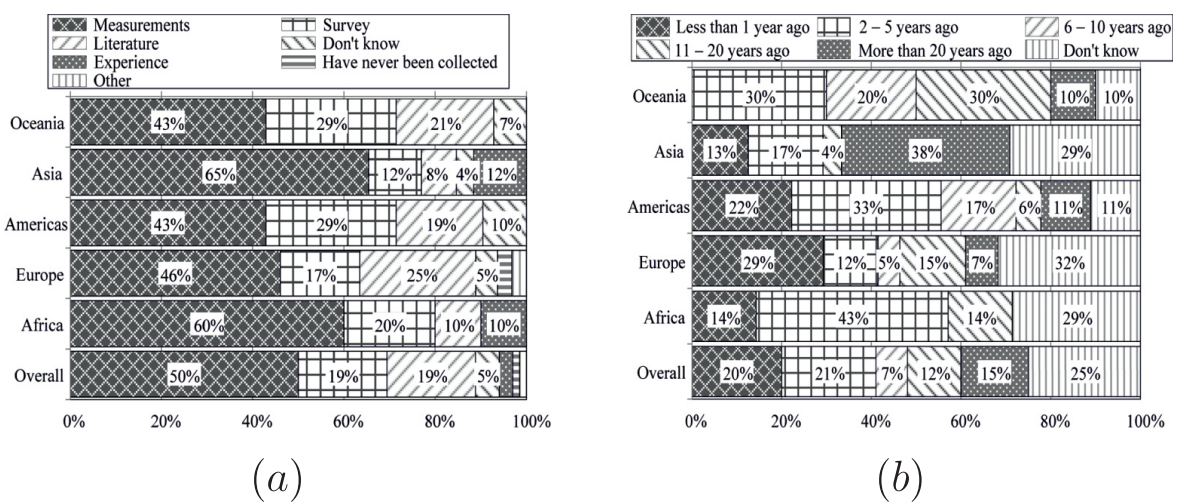 Measurements Survey
Literature Don't know
Experience Have never been collected
Other
Oceania 43% 29% 21% 7%
Asia 65% 12% 8% 4% 12%
Americas 43% 29% 19% 10%
Europe 46% 17% 25% 5%
Africa 60% 20% 10% 10%
Overall 50% 19% 19% 5%
0% 20% 40% 60% 80% 100%
(a)
Less than 1 year ago 2 – 5 years ago 6 – 10 years ago
11 – 20 years ago More than 20 years ago Don't know
Oceania 30% 20% 30% 10% 10%
Asia 13% 17% 4% 38% 29%
Americas 22% 33% 17% 6% 11% 11%
Europe 29% 12% 5% 15% 7% 32%
Africa 14% 43% 14% 29%
Overall 20% 21% 7% 12% 15% 25%
0% 20% 40% 60% 80% 100%
(b)